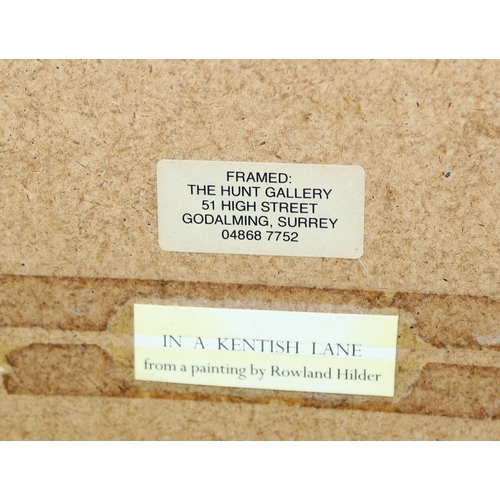 FRAMED:
THE HUNT GALLERY
51 HIGH STREET
GODALMING, SURREY
04868 7752
IN A KENTISH LANE
from a painting by Rowland Hilder